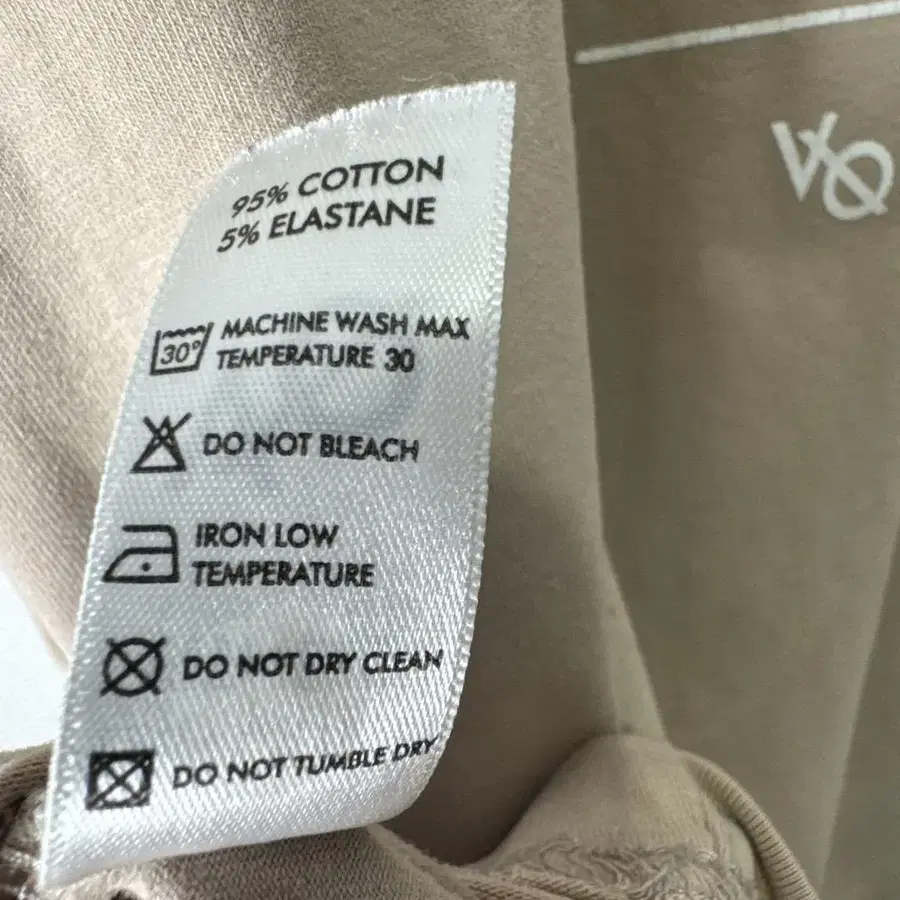 95% COTTON
5% ELASTANE
30° MACHINE WASH MAX
TEMPERATURE 30
DO NOT BLEACH
IRON LOW
TEMPERATURE
DO NOT DRY CLEAN
DO NOT TUMBLE DRY